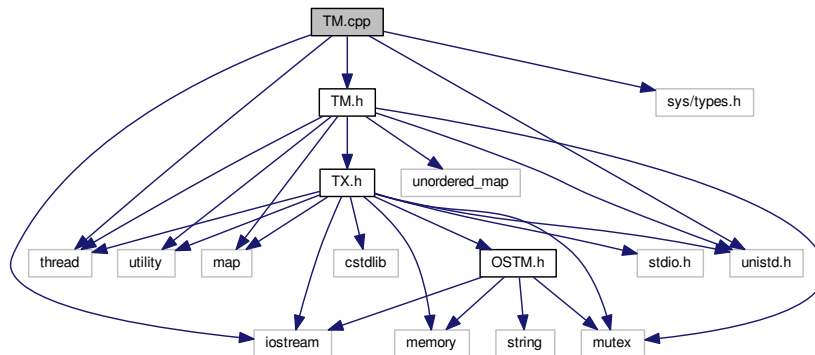 TM.cpp
TM.h
sys/types.h
TX.h
unordered_map
thread
utility
map
cstdlib
OSTM.h
stdio.h
unistd.h
iostream
memory
string
mutex